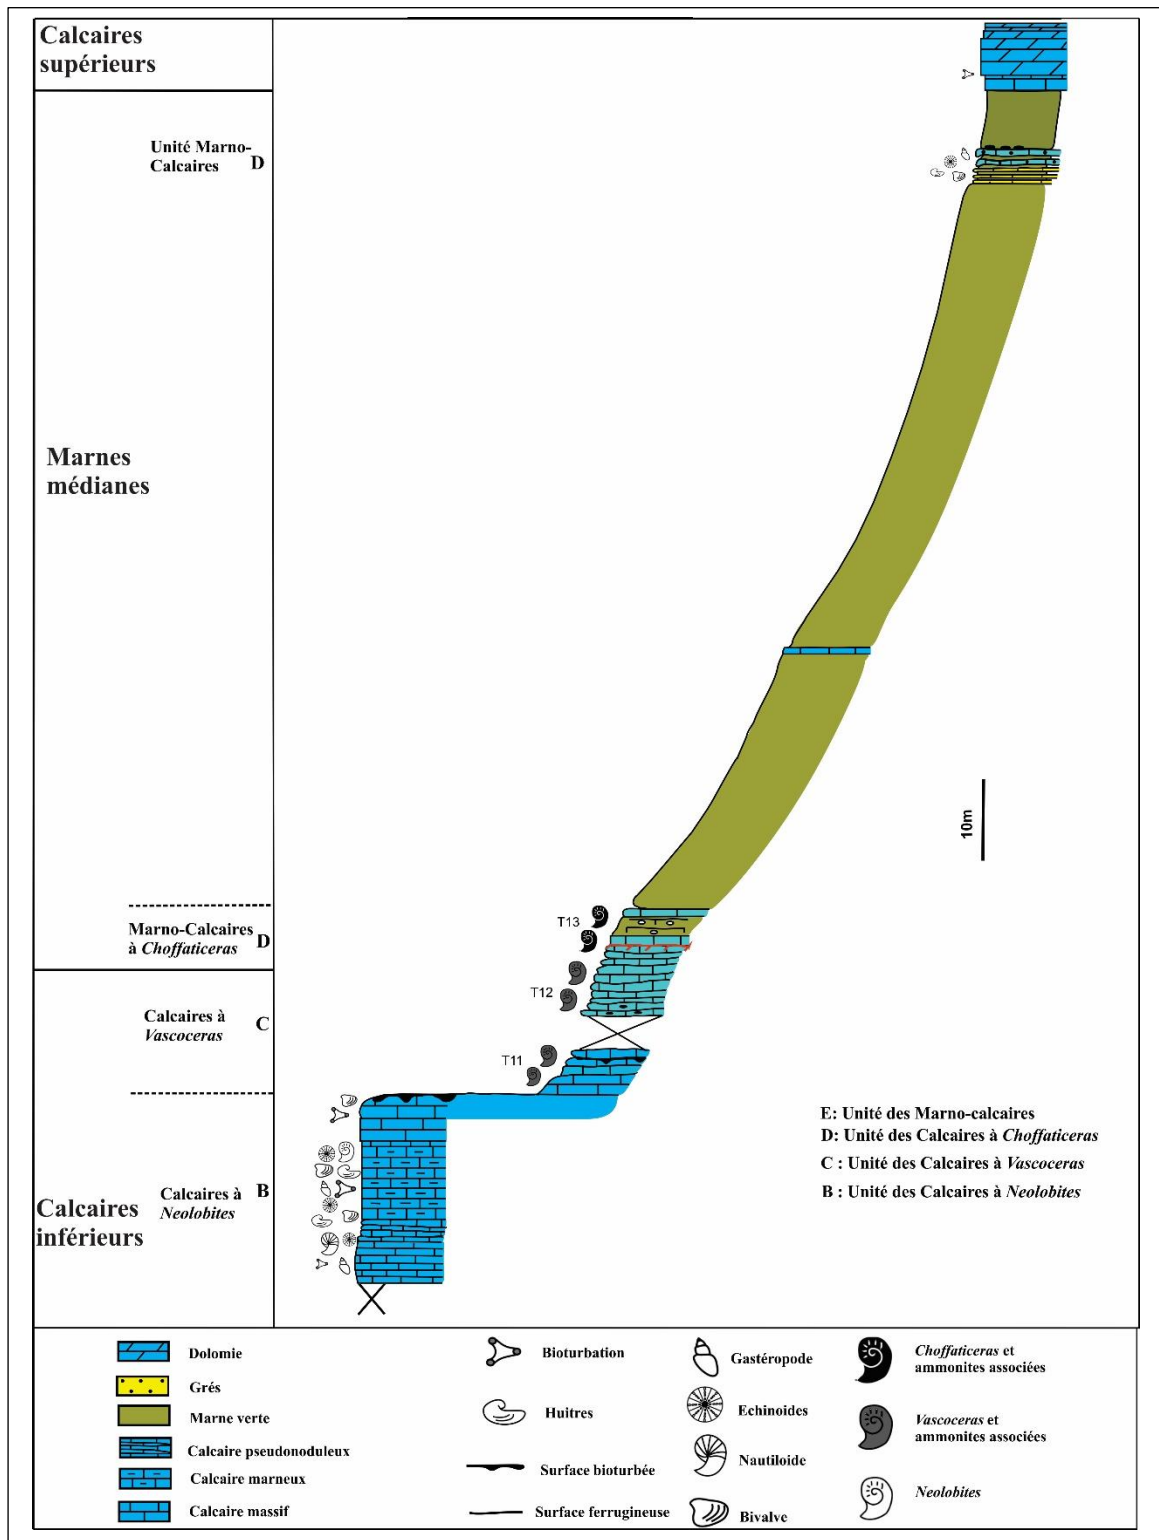 Calcaires
supérieurs
Unité Marno-
Calcaires D
Marnes
médianes
Marno-Calcaires
à Choffaticeras D
Calcaires à
Vascoceras C
Calcaires à
Neolobites B
Calcaires
inférieurs
T13
T12
T11
10m
E: Unité des Marno-calcaires
D: Unité des Calcaires à Choffaticeras
C : Unité des Calcaires à Vascoceras
B : Unité des Calcaires à Neolobites
Dolomie
Grés
Marne verte
Calcaire pseudonoduleux
Calcaire marneux
Calcaire massif
Bioturbation
Huitres
Surface bioturbée
Surface ferrugineuse
Gastéropode
Echinoides
Nautiloide
Bivalve
Choffaticeras et
ammonites associées
Vascoceras et
ammonites associées
Neolobites